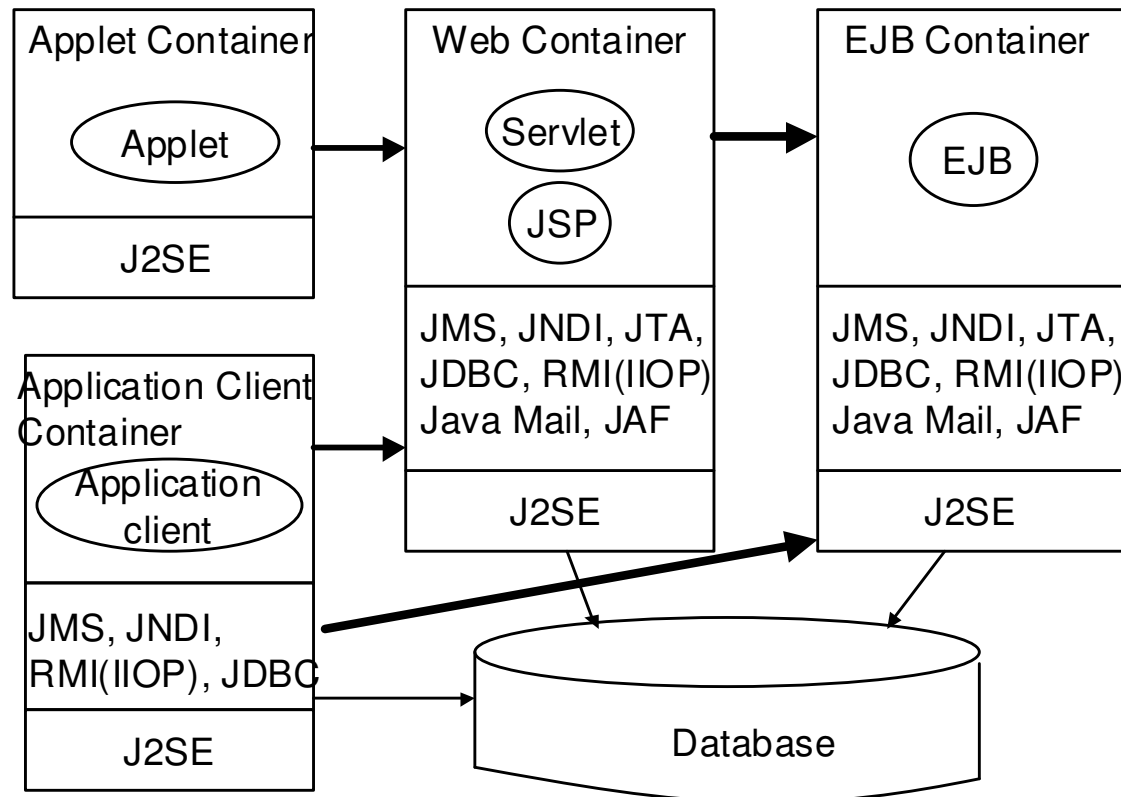 Applet Container
Applet
J2SE
Web Container
Servlet
JSP
JMS, JNDI, JTA,
JDBC, RMI(IIOP)
Java Mail, JAF
J2SE
EJB Container
EJB
JMS, JNDI, JTA,
JDBC, RMI(IIOP)
Java Mail, JAF
J2SE
Application Client
Container
Application
client
JMS, JNDI,
RMI(IIOP), JDBC
J2SE
Database